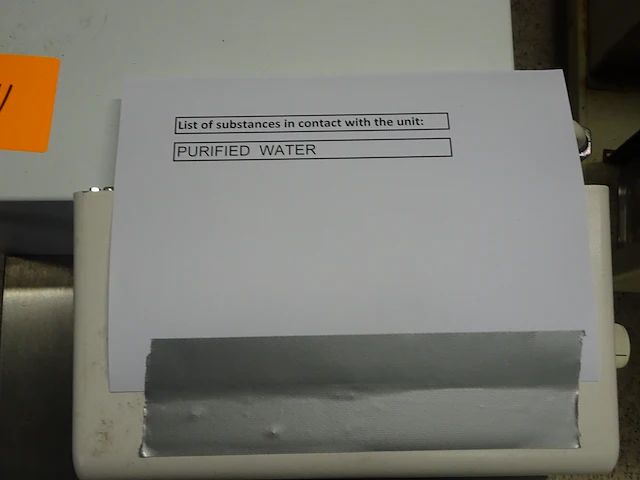 List of substances in contact with the unit:
PURIFIED WATER